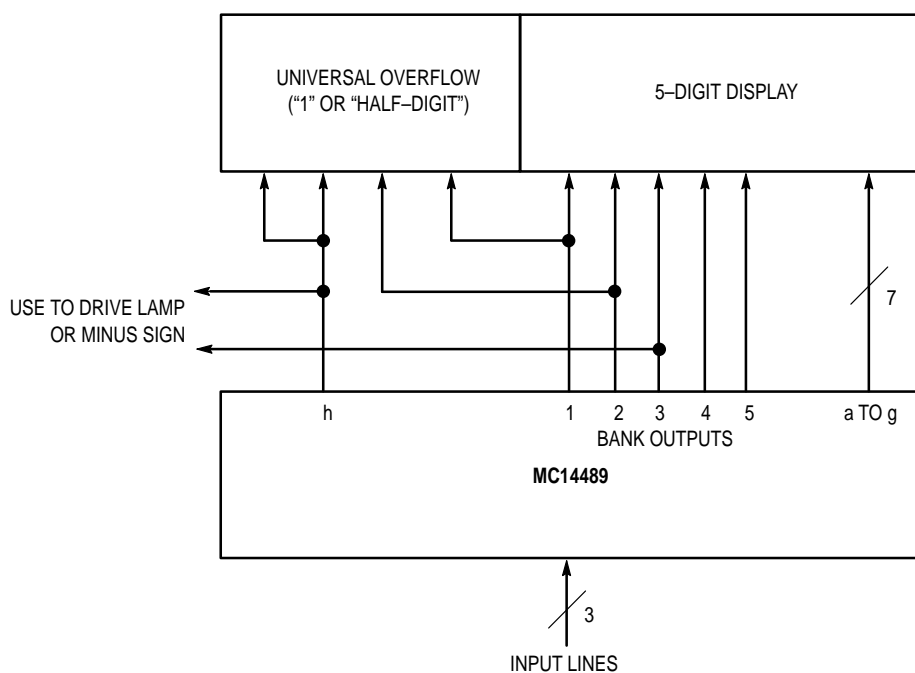 UNIVERSAL OVERFLOW
(“1” OR “HALF–DIGIT”)
5–DIGIT DISPLAY
7
USE TO DRIVE LAMP
OR MINUS SIGN
h
1
2
3
4
5
a TO g
BANK OUTPUTS
MC14489
3
INPUT LINES